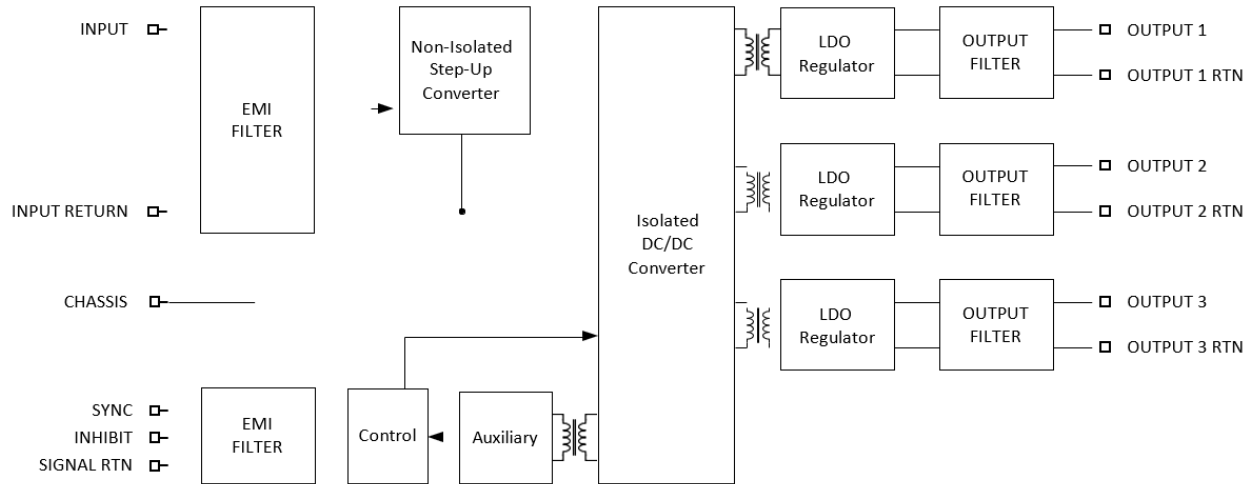 INPUT
INPUT RETURN
CHASSIS
SYNC
INHIBIT
SIGNAL RTN
EMI
FILTER
EMI
FILTER
Non-Isolated
Step-Up
Converter
Control
Auxiliary
Isolated
DC/DC
Converter
LDO
Regulator
OUTPUT
FILTER
OUTPUT 1
OUTPUT 1 RTN
LDO
Regulator
OUTPUT
FILTER
OUTPUT 2
OUTPUT 2 RTN
LDO
Regulator
OUTPUT
FILTER
OUTPUT 3
OUTPUT 3 RTN